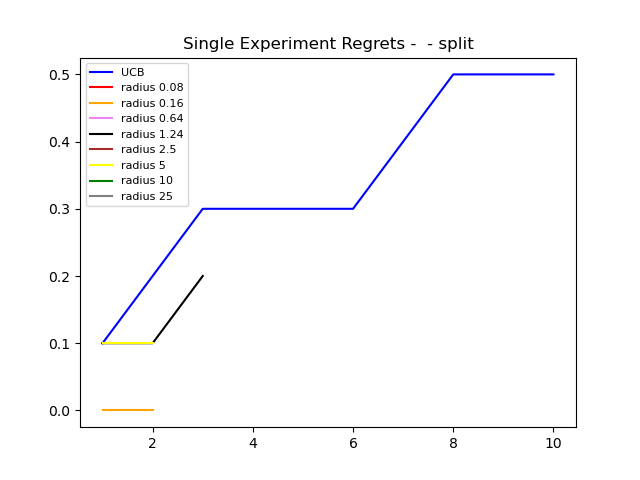 Single Experiment Regrets -  - split
UCB
radius 0.08
radius 0.16
radius 0.64
radius 1.24
radius 2.5
radius 5
radius 10
radius 25
0.5
0.4
0.3
0.2
0.1
0.0
2 4 6 8 10